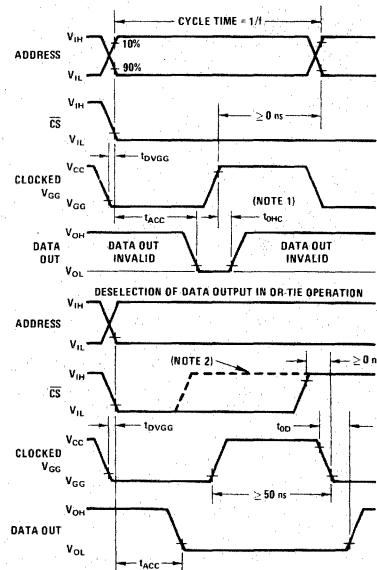 CYCLE TIME = 1/f
VIH
10%
ADDRESS
90%
VIL
VIH
≥ 0 ns
CS
VIL
tDVGG
VCC
CLOCKED
VGG
(NOTE 1)
VGG
tACC
tOHC
VOH
DATA
OUT
DATA OUT
INVALID
DATA OUT
INVALID
VOL
DESELECTION OF DATA OUTPUT IN OR-TIE OPERATION
VIH
ADDRESS
VIL
(NOTE 2)
≥ 0 n
VIH
CS
VIL
tDVGG
tOD
VCC
CLOCKED
VGG
VGG
≥ 50 ns
VOH
DATA OUT
VOL
tACC